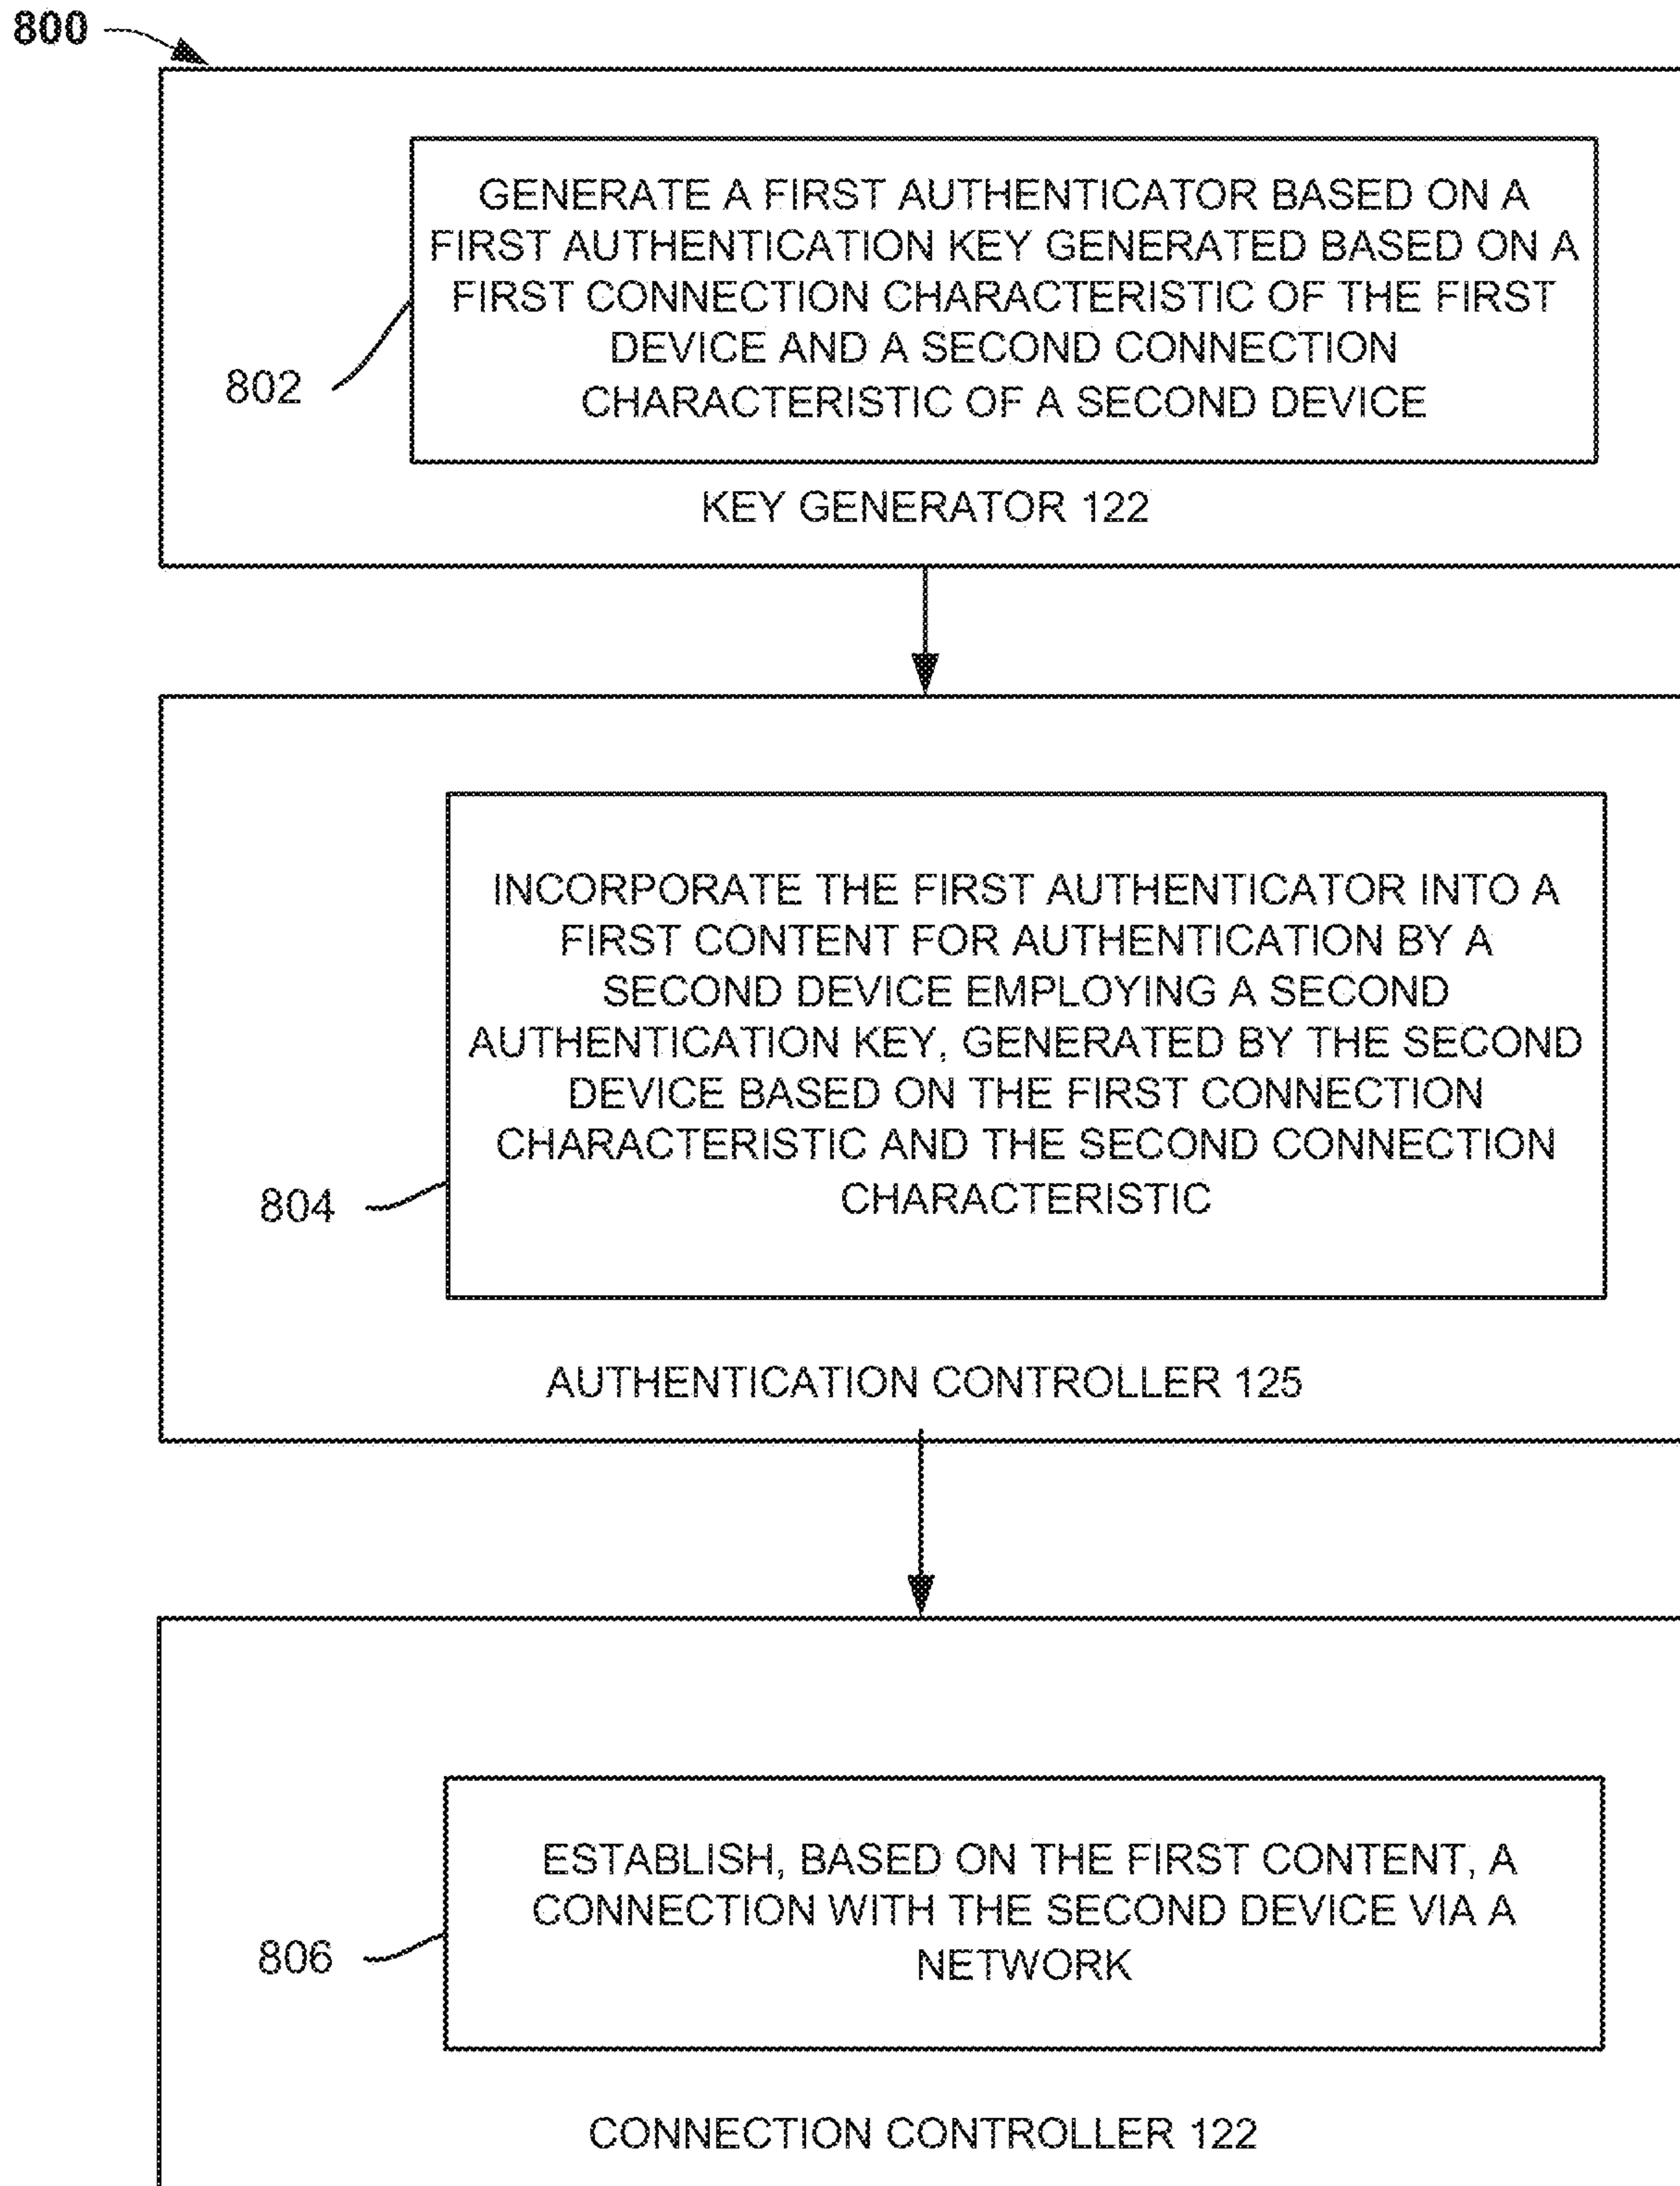 800
GENERATE A FIRST AUTHENTICATOR BASED ON A
FIRST AUTHENTICATION KEY GENERATED BASED ON A
FIRST CONNECTION CHARACTERISTIC OF THE FIRST
DEVICE AND A SECOND CONNECTION
CHARACTERISTIC OF A SECOND DEVICE
802
KEY GENERATOR 122
INCORPORATE THE FIRST AUTHENTICATOR INTO A
FIRST CONTENT FOR AUTHENTICATION BY A
SECOND DEVICE EMPLOYING A SECOND
AUTHENTICATION KEY, GENERATED BY THE SECOND
DEVICE BASED ON THE FIRST CONNECTION
CHARACTERISTIC AND THE SECOND CONNECTION
CHARACTERISTIC
804
AUTHENTICATION CONTROLLER 125
ESTABLISH, BASED ON THE FIRST CONTENT, A
CONNECTION WITH THE SECOND DEVICE VIA A
NETWORK
806
CONNECTION CONTROLLER 122